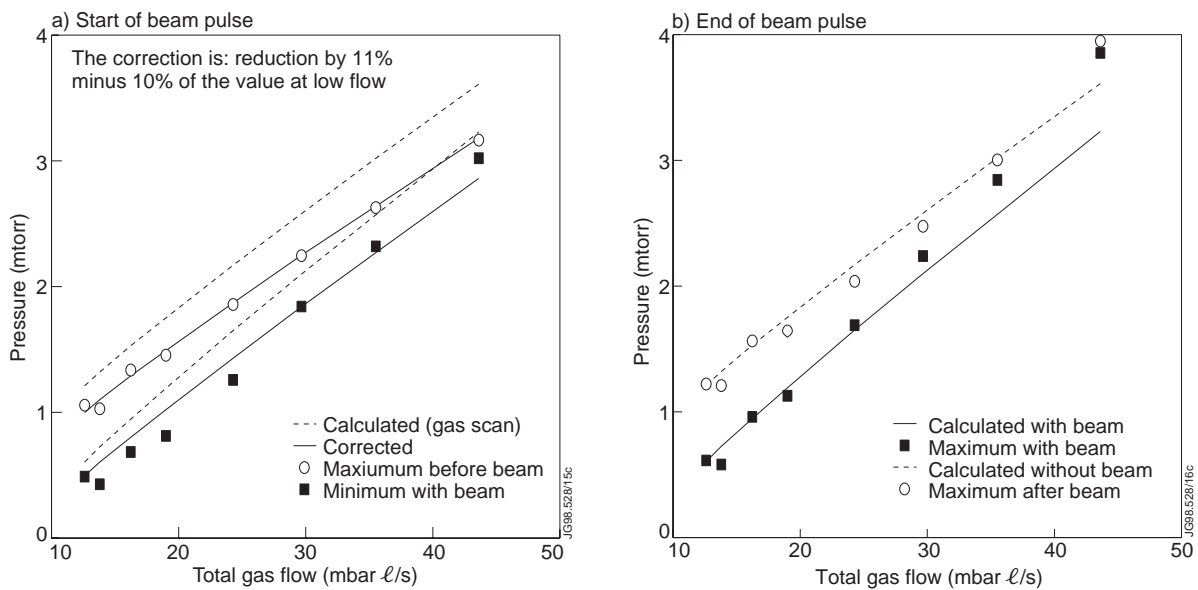 a) Start of beam pulse
4
The correction is: reduction by 11%
minus 10% of the value at low flow
3
2
1
0
Pressure (mtorr)
Calculated (gas scan)
Corrected
Maxiumum before beam
Minimum with beam
JG98.528/15c
10 20 30 40 50
Total gas flow (mbar ℓ/s)
b) End of beam pulse
4
3
2
1
0
Pressure (mtorr)
Calculated with beam
Maximum with beam
Calculated without beam
Maximum after beam
JG98.528/16c
10 20 30 40 50
Total gas flow (mbar ℓ/s)